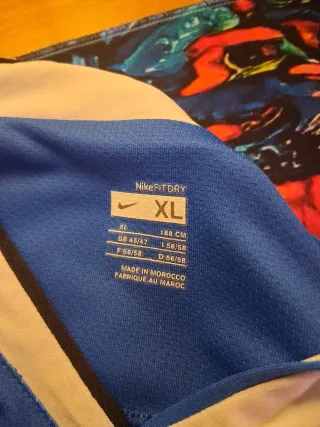 NikeFITDRY
XL
XL 188 CM
GB 45/47 I 56/58
F 56/58 D 56/58
MADE IN MOROCCO
FABRIQUE AU MAROC